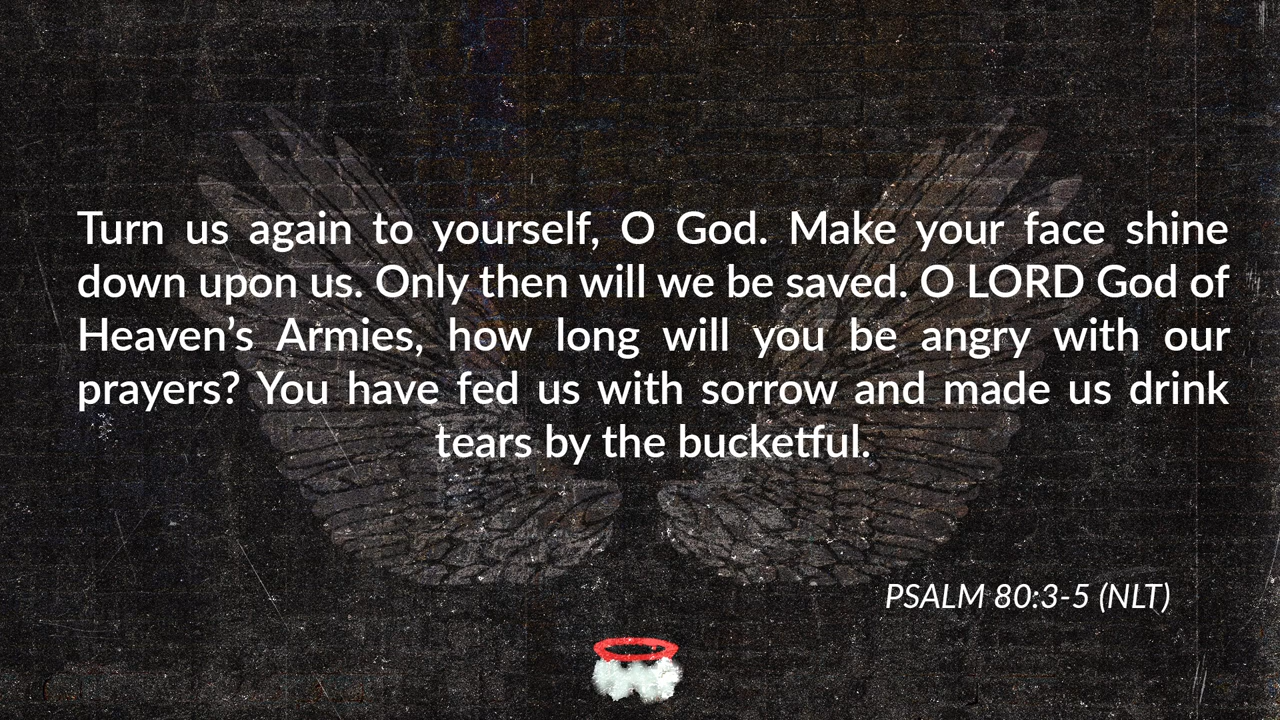 Turn us again to yourself, O God. Make your face shine
down upon us. Only then will we be saved. O LORD God of
Heaven’s Armies, how long will you be angry with our
prayers? You have fed us with sorrow and made us drink
tears by the bucketful.
PSALM 80:3-5 (NLT)